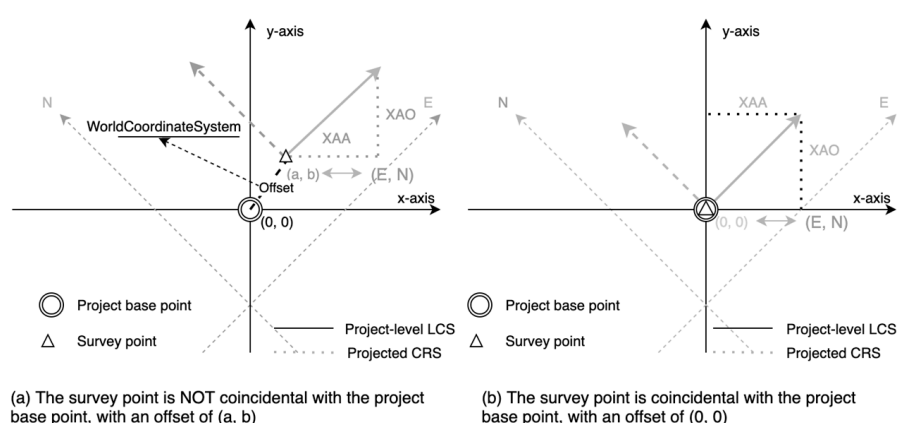 y-axis
N
E
WorldCoordinateSystem
XAO
XAA
(a, b)
(E, N)
Offset
x-axis
(0, 0)
Project base point
Survey point
Project-level LCS
Projected CRS
(a) The survey point is NOT coincidental with the project
base point, with an offset of (a, b)
y-axis
N
XAA
E
XAO
x-axis
(0, 0)
(E, N)
Project base point
Survey point
Project-level LCS
Projected CRS
(b) The survey point is coincidental with the project
base point, with an offset of (0, 0)